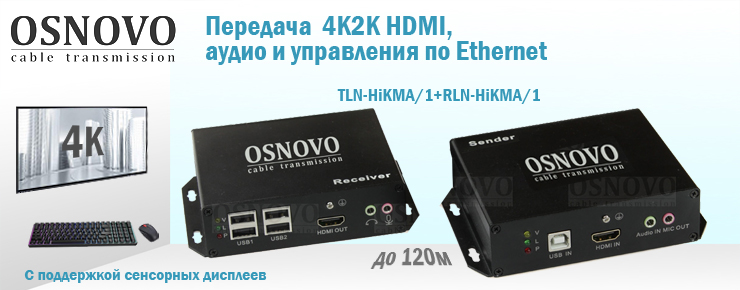 OSNOVO
cable transmission
Передача 4K2K HDMI,
аудио и управления по Ethernet
TLN-HiKMA/1+RLN-HiKMA/1
4K
OSNOVO
cable transmission
Receiver
V
L
P
USB1
USB2
HDMI OUT
Sender
OSNOVO
cable transmission
V
L
P
USB IN
HDMI IN
Audio IN
MIC OUT
до 120м
С поддержкой сенсорных дисплеев